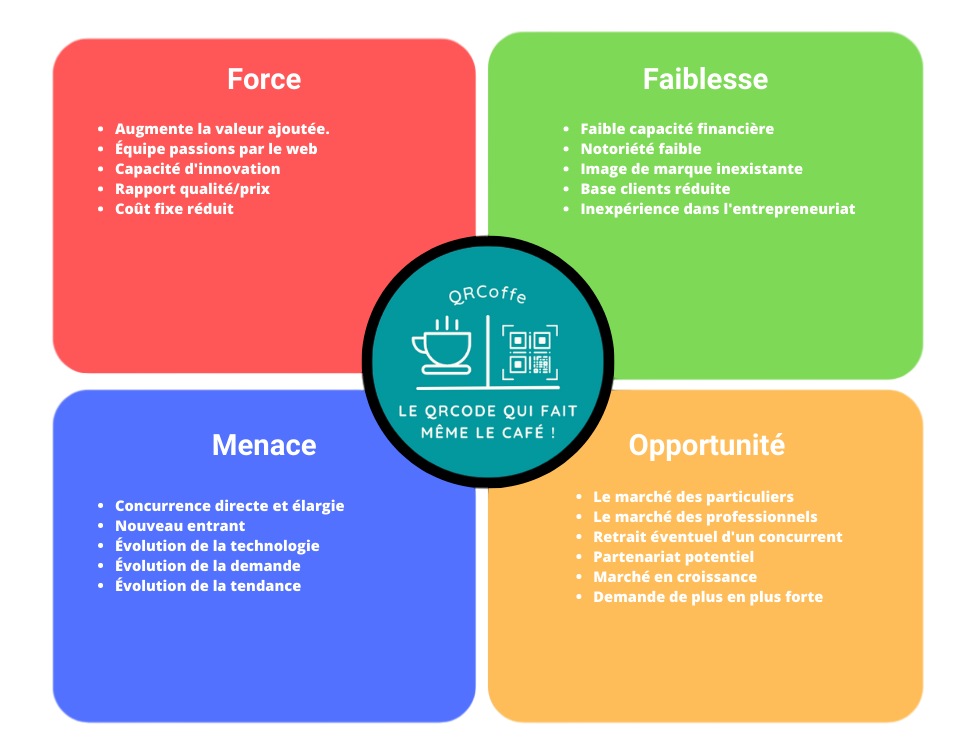 Force
Augmente la valeur ajoutée.
Équipe passions par le web
Capacité d'innovation
Rapport qualité/prix
Coût fixe réduit
Faiblesse
Faible capacité financière
Notoriété faible
Image de marque inexistante
Base clients réduite
Inexpérience dans l'entrepreneuriat
QRCoffe
LE QRCODE QUI FAIT
MÊME LE CAFÉ !
Menace
Concurrence directe et élargie
Nouveau entrant
Évolution de la technologie
Évolution de la demande
Évolution de la tendance
Opportunité
Le marché des particuliers
Le marché des professionnels
Retrait éventuel d'un concurrent
Partenariat potentiel
Marché en croissance
Demande de plus en plus forte